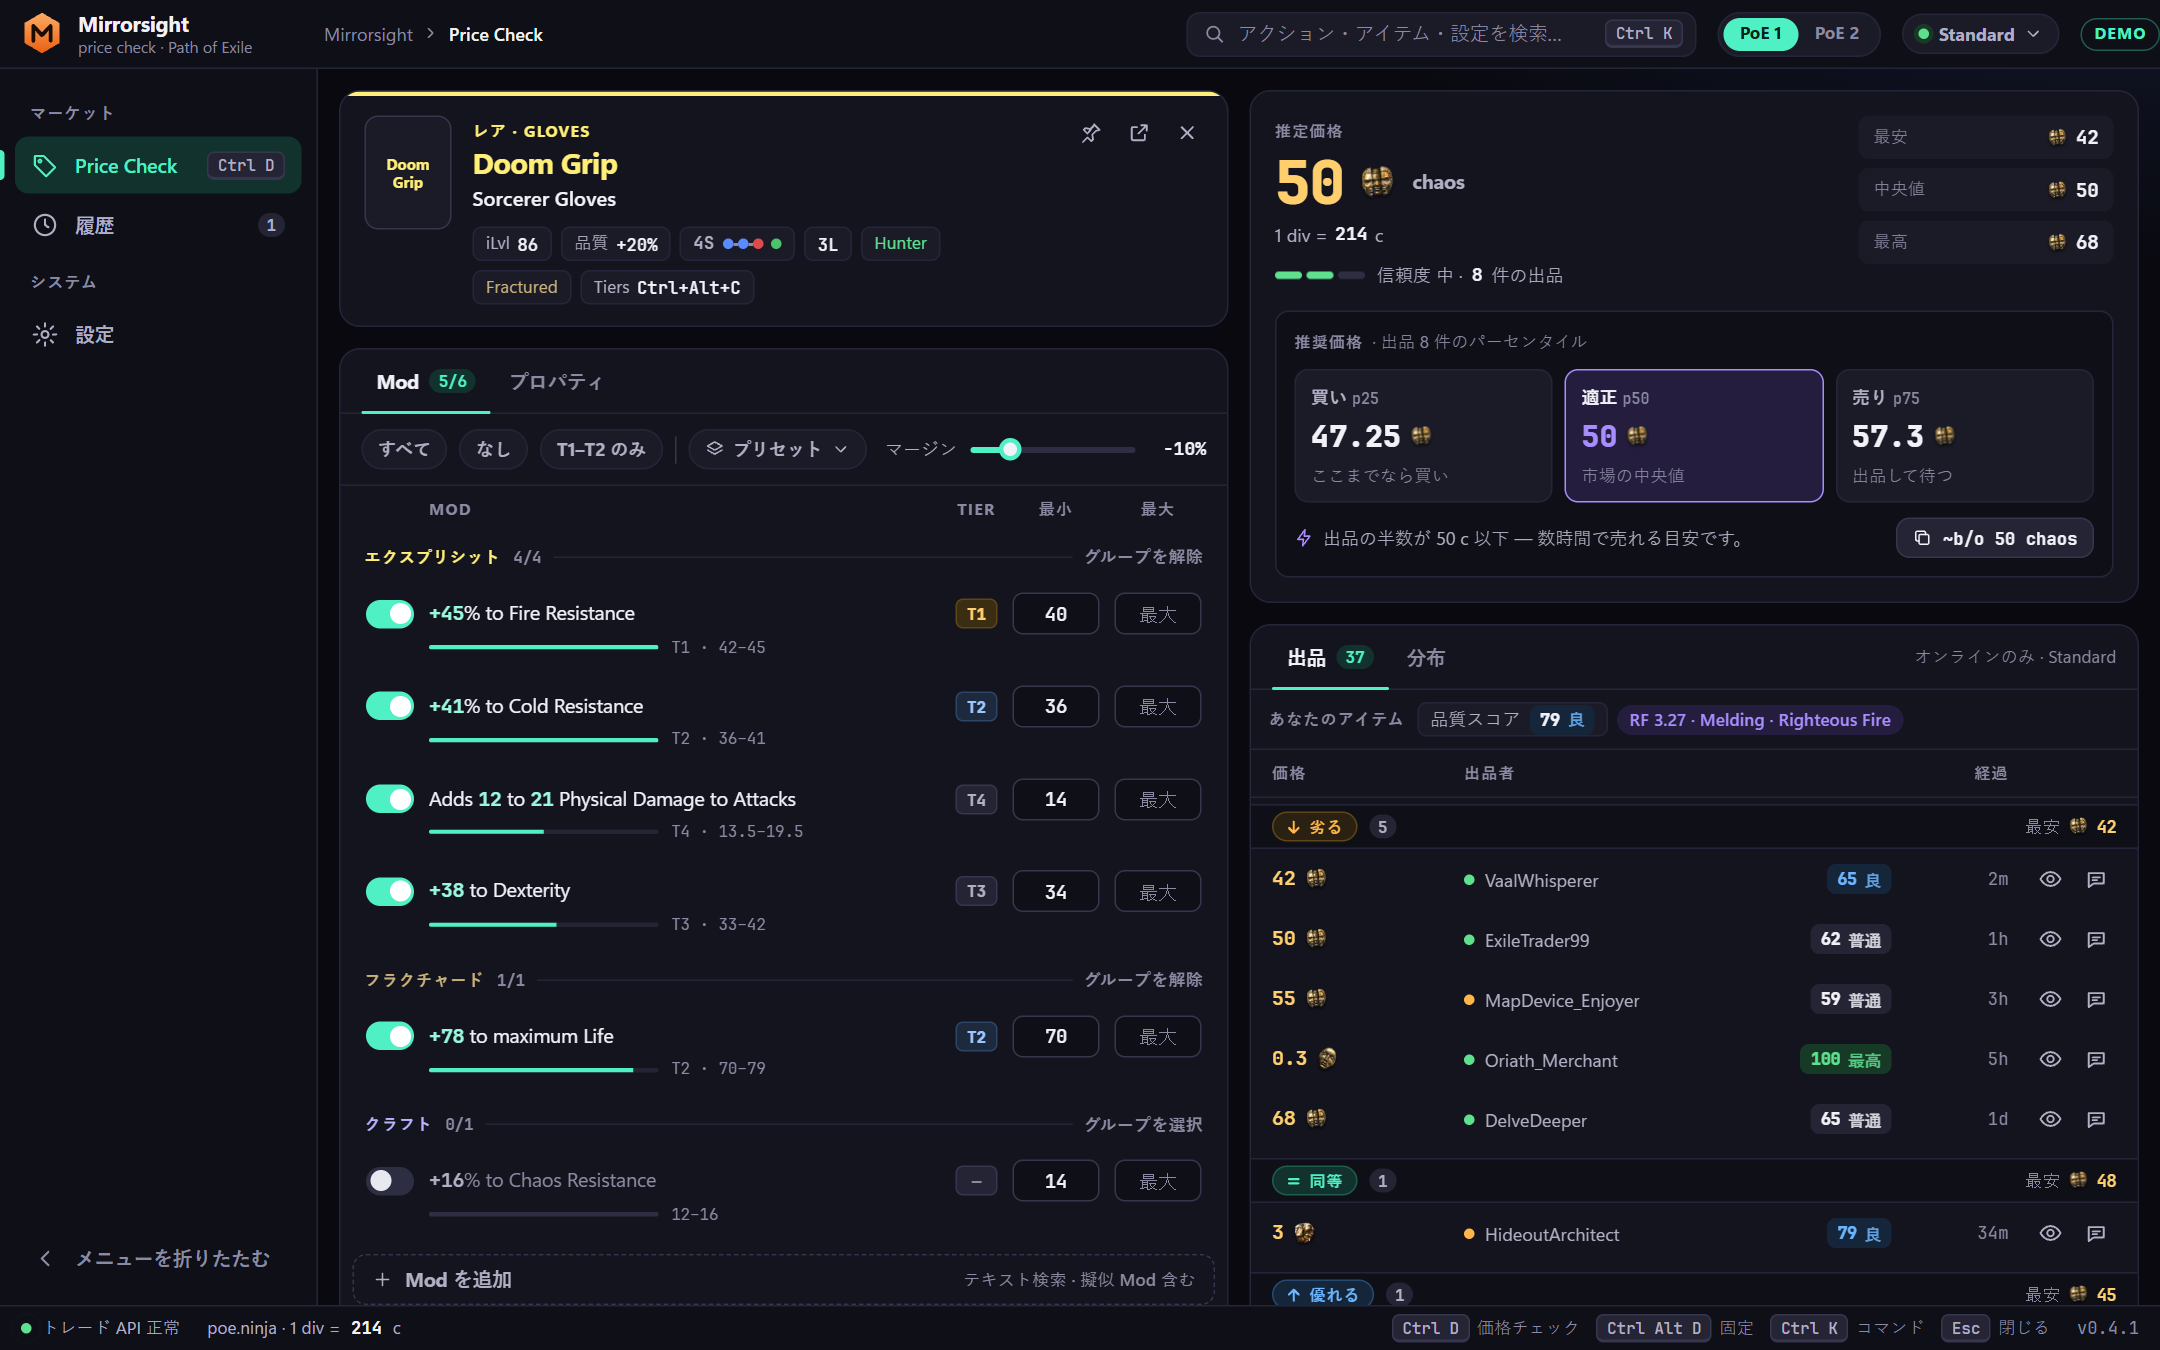 Mirrorsight
price check · Path of Exile
Mirrorsight > Price Check
アクション・アイテム・設定を検索... Ctrl K
PoE 1 PoE 2
Standard
DEMO
マーケット
Price Check Ctrl D
履歴 1
システム
設定
メニューを折りたたむ
Doom
Grip
レア · GLOVES
Doom Grip
Sorcerer Gloves
iLvl 86 品質 +20% 4S 3L Hunter
Fractured Tiers Ctrl+Alt+C
Mod 5/6 プロパティ
すべて なし T1–T2 のみ プリセット マージン -10%
MOD TIER 最小 最大
エクスプリシット 4/4 グループを解除
+45% to Fire Resistance T1 40 最大
T1 · 42–45
+41% to Cold Resistance T2 36 最大
T2 · 36–41
Adds 12 to 21 Physical Damage to Attacks T4 14 最大
T4 · 13.5–19.5
+38 to Dexterity T3 34 最大
T3 · 33–42
フラクチャード 1/1 グループを解除
+78 to maximum Life T2 70 最大
T2 · 70–79
クラフト 0/1 グループを選択
+16% to Chaos Resistance – 14 最大
12–16
+ Mod を追加 テキスト検索 · 擬似 Mod 含む
推定価格
50 chaos
1 div = 214 c
信頼度 中 · 8 件の出品
最安 42
中央値 50
最高 68
推奨価格 · 出品 8 件のパーセンタイル
買い p25
47.25
ここまでなら買い
適正 p50
50
市場の中央値
売り p75
57.3
出品して待つ
出品の半数が 50 c 以下 — 数時間で売れる目安です。
~b/o 50 chaos
出品 37 分布 オンラインのみ · Standard
あなたのアイテム 品質スコア 79 良 RF 3.27 · Melding · Righteous Fire
価格 出品者 経過
↓ 劣る 5 最安 42
42 VaalWhisperer 65 良 2m
50 ExileTrader99 62 普通 1h
55 MapDevice_Enjoyer 59 普通 3h
0.3 Oriath_Merchant 100 最高 5h
68 DelveDeeper 65 普通 1d
= 同等 1 最安 48
3 HideoutArchitect 79 良 34m
↑ 優れる 1 最安 45
トレード API 正常 poe.ninja · 1 div = 214 c
Ctrl D 価格チェック Ctrl Alt D 固定 Ctrl K コマンド Esc 閉じる v0.4.1